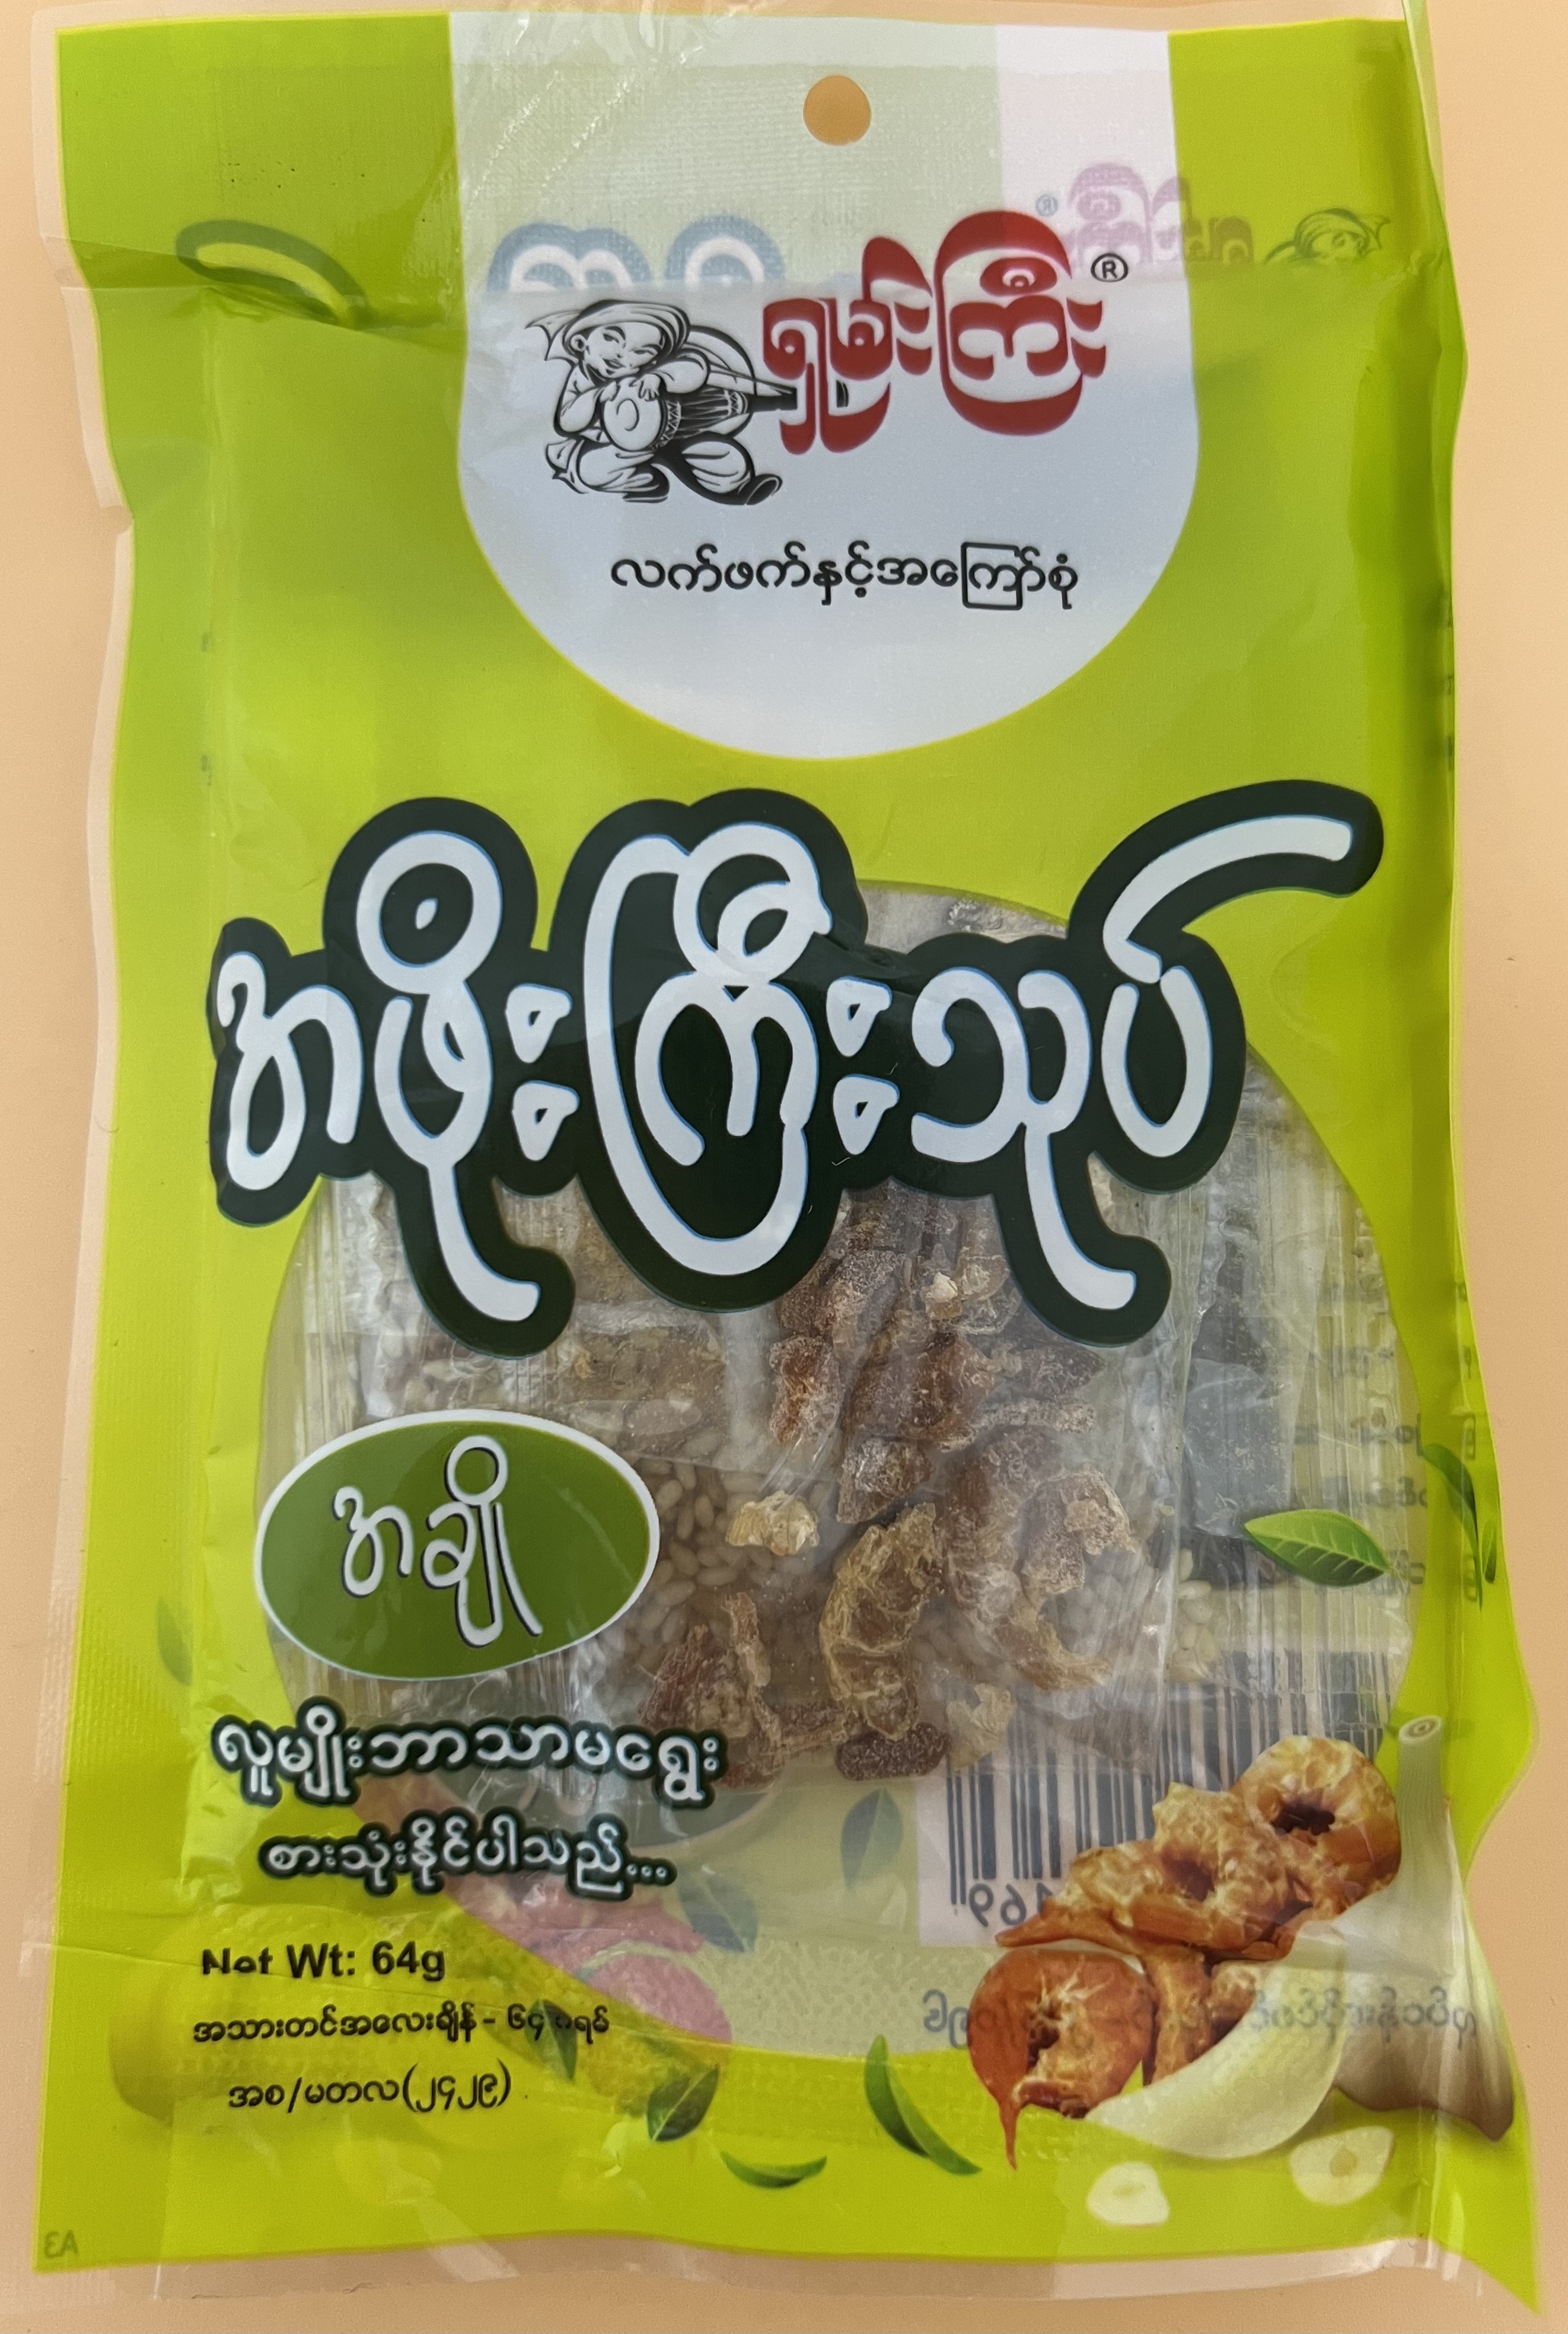 ရှမ်းကြီး ®
လက်ဖက်နှင့်အကြော်စုံ
အဖိုးကြီးသုပ်
အချို
လူမျိုးဘာသာမရွေး
စားသုံးနိုင်ပါသည်...
Net Wt: 64g
အသားတင်အလေးချိန် - ၆၄ ဂရမ်
အစ/မတလ(၂၄၂၉)